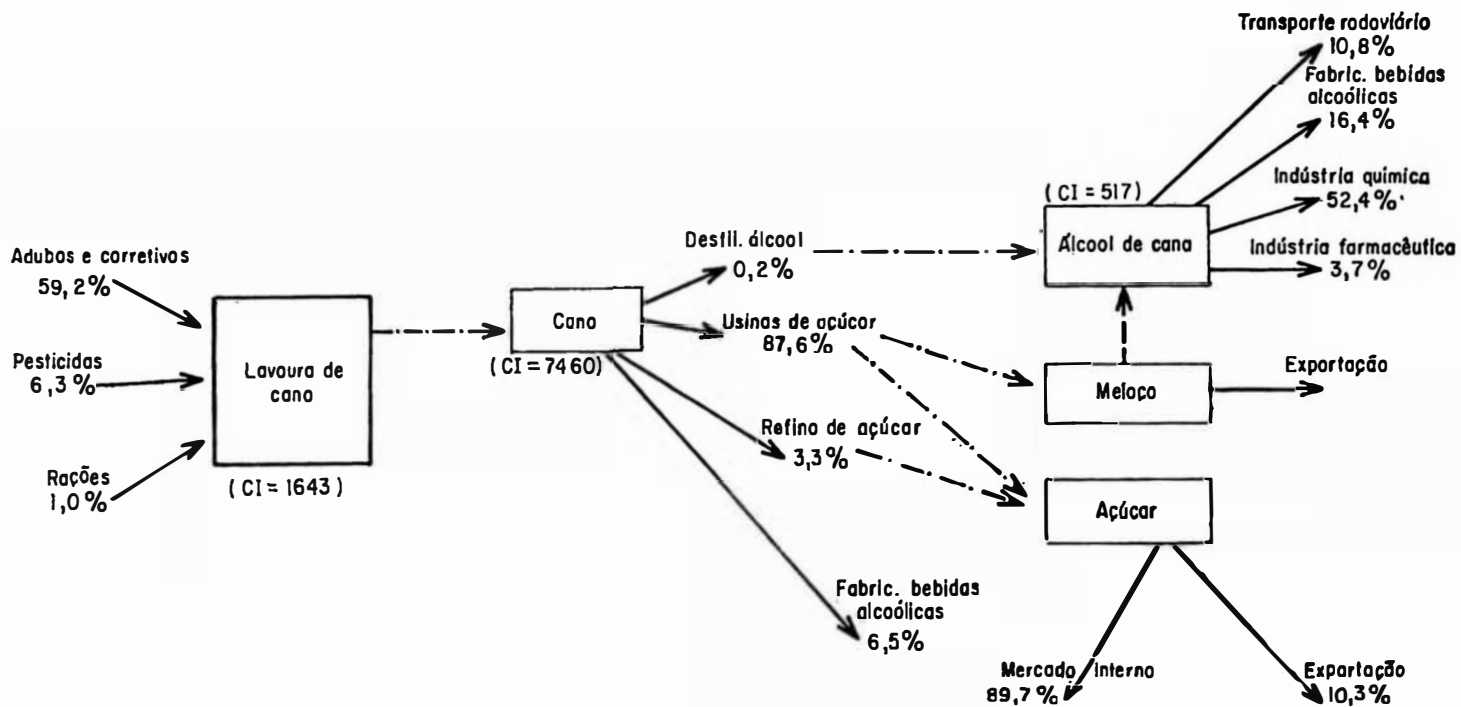 Adubos e corretivos
59,2%
Pesticidas
6,3%
Rações
1,0%
Lavoura de
cana
(CI = 1643)
Cana
(CI = 7460)
Destil. álcool
0,2%
Usinas de açúcar
87,6%
Refino de açúcar
3,3%
Fabric. bebidas
alcoólicas
6,5%
(CI = 517)
Álcool de cana
Melaço
Açúcar
Transporte rodoviário
10,8%
Fabric. bebidas
alcoólicas
16,4%
Indústria química
52,4%
Indústria farmacêutica
3,7%
Exportação
Mercado Interno
89,7%
Exportação
10,3%